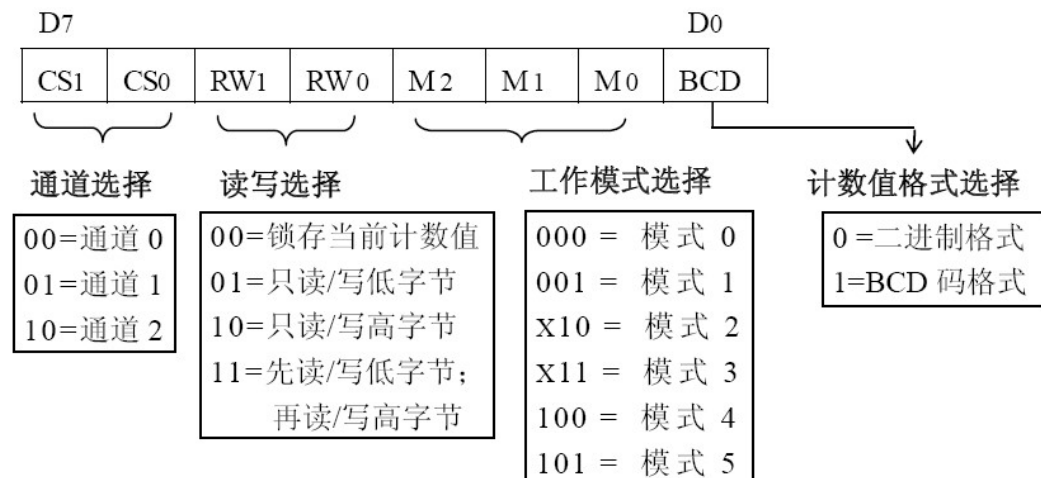 D7 D0
CS1 CS0 RW1 RW0 M2 M1 M0 BCD
通道选择
00=通道 0
01=通道 1
10=通道 2
读写选择
00=锁存当前计数值
01=只读/写低字节
10=只读/写高字节
11=先读/写低字节；
再读/写高字节
工作模式选择
000 = 模式 0
001 = 模式 1
X10 = 模式 2
X11 = 模式 3
100 = 模式 4
101 = 模式 5
计数值格式选择
0 =二进制格式
1=BCD 码格式